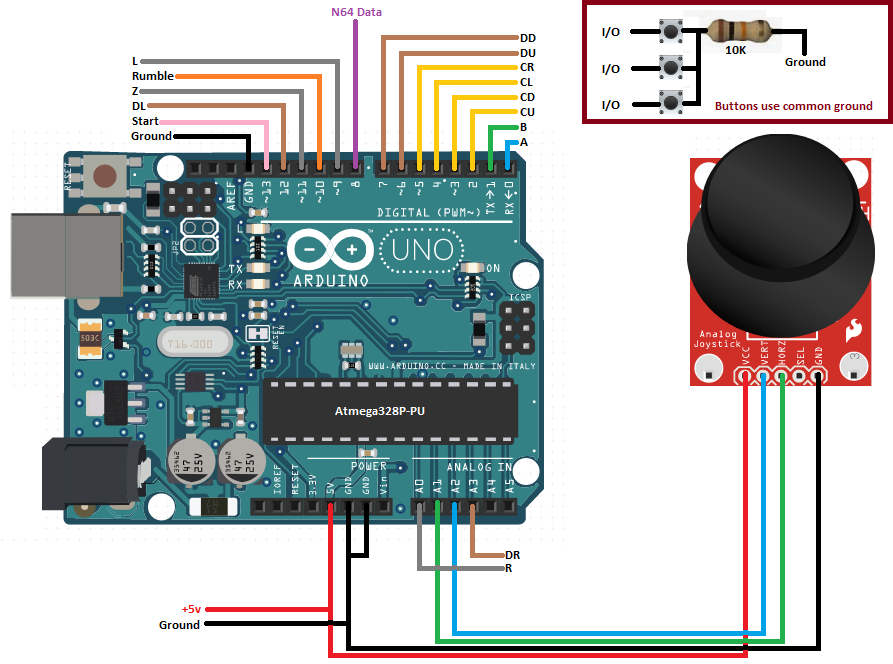 N64 Data
L
Rumble
Z
DL
Start
Ground
DD
DU
CR
CL
CD
CU
B
A
I/O
I/O
I/O
10K
Ground
Buttons use common ground
RESET
AREF
GND
~13
12
~11
~10
~9
8
7
~6
~5
4
~3
2
TX→1
RX←0
DIGITAL (PWM~)
JP2
L
TX
RX
UNO
ARDUINO
ON
ICSP
RESET
T16.000
WWW.ARDUINO.CC - MADE IN ITALY
Atmega328P-PU
47
25V
47
25V
POWER
ANALOG IN
IOREF
RESET
3.3V
5V
GND
GND
Vin
A0
A1
A2
A3
A4
A5
DR
R
+5v
Ground
Analog
Joystick
VCC
VERT
HORZ
SEL
GND